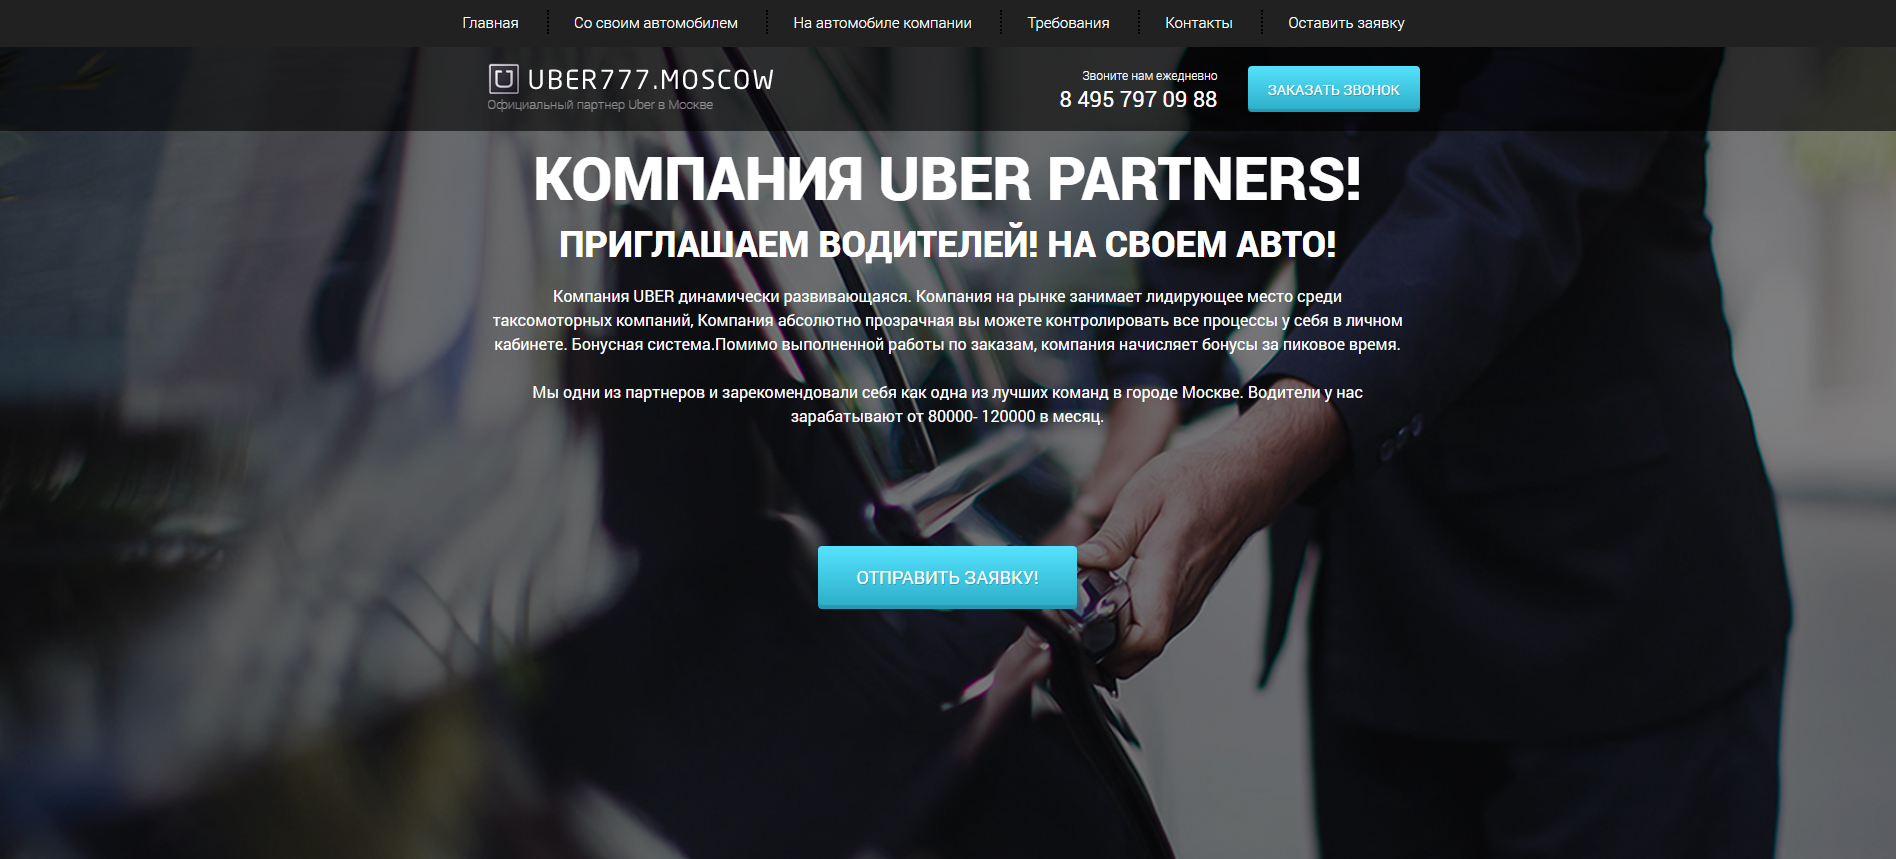 Главная
Со своим автомобилем
На автомобиле компании
Требования
Контакты
Оставить заявку
UBER777.MOSCOW
Официальный партнер Uber в Москве
Звоните нам ежедневно
8 495 797 09 88
ЗАКАЗАТЬ ЗВОНОК
КОМПАНИЯ UBER PARTNERS!
ПРИГЛАШАЕМ ВОДИТЕЛЕЙ! НА СВОЕМ АВТО!
Компания UBER динамически развивающаяся. Компания на рынке занимает лидирующее место среди
таксомоторных компаний, Компания абсолютно прозрачная вы можете контролировать все процессы у себя в личном
кабинете. Бонусная система.Помимо выполненной работы по заказам, компания начисляет бонусы за пиковое время.
Мы одни из партнеров и зарекомендовали себя как одна из лучших команд в городе Москве. Водители у нас
зарабатывают от 80000- 120000 в месяц.
ОТПРАВИТЬ ЗАЯВКУ!